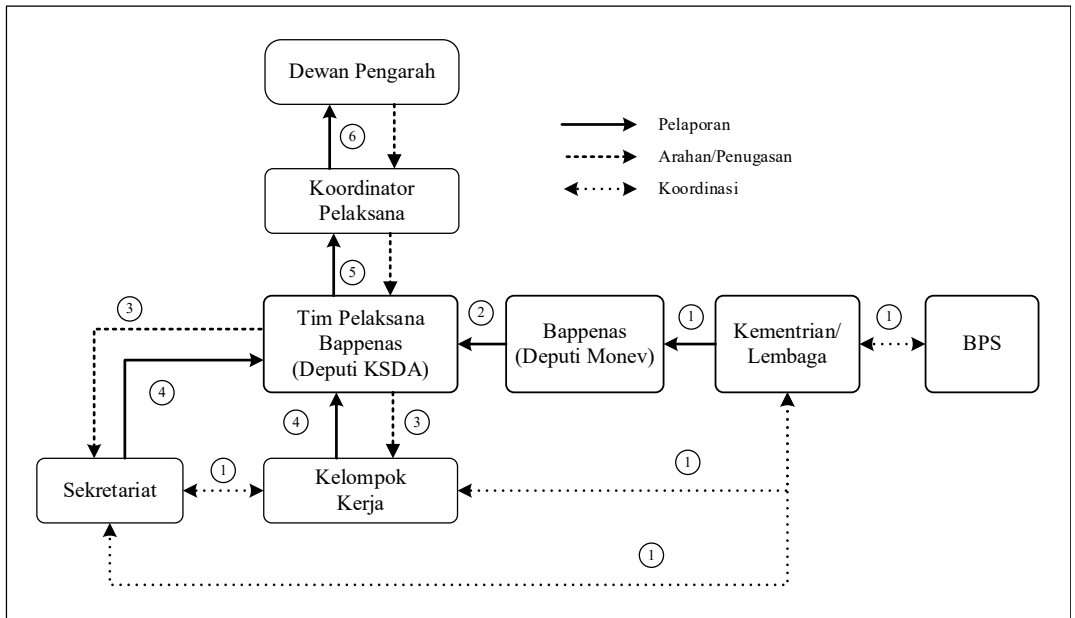 Dewan Pengarah
6
Pelaporan
Arahan/Penugasan
Koordinasi
Koordinator
Pelaksana
5
3
Tim Pelaksana
Bappenas
(Deputi KSDA)
2
Bappenas
(Deputi Monev)
1
Kementrian/
Lembaga
1
BPS
4
4
3
Sekretariat
1
Kelompok
Kerja
1
1